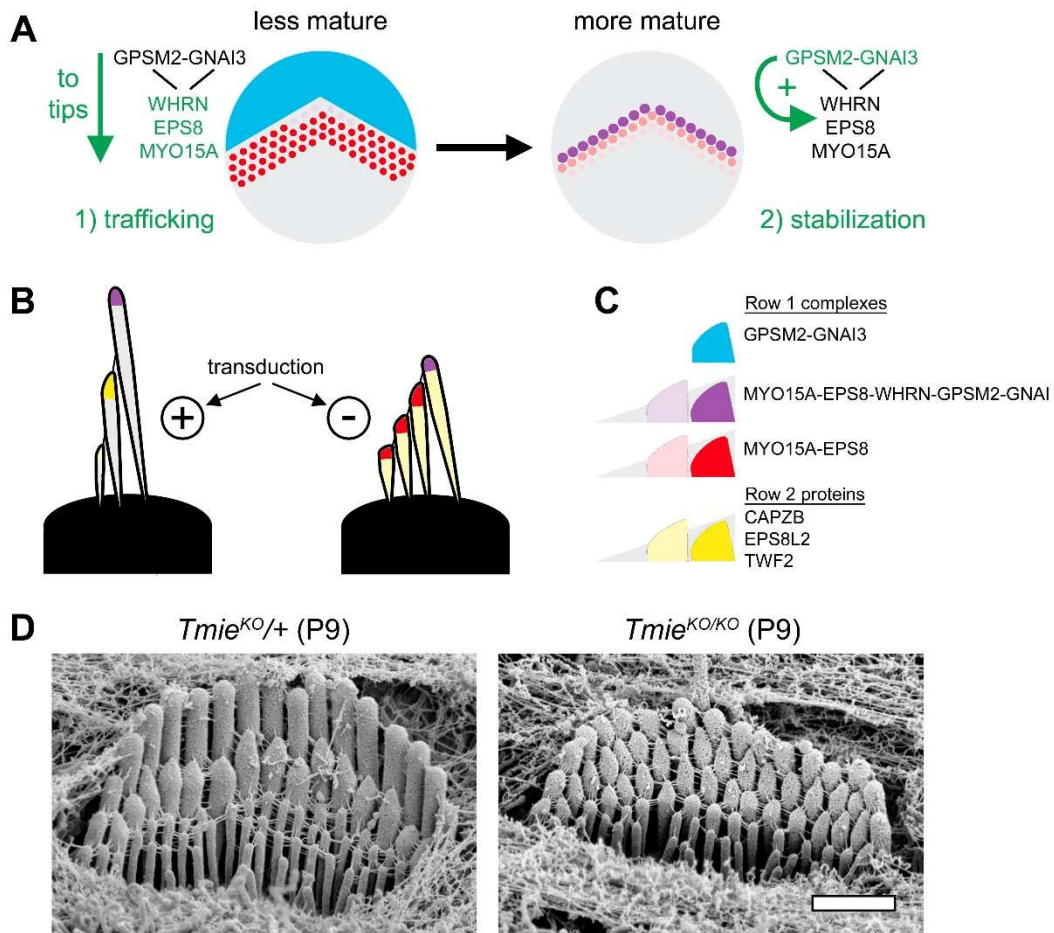 A
less mature
more mature
GPSM2-GNAI3
to
tips
WHRN
EPS8
MYO15A
1) trafficking
GPSM2-GNAI3
+
WHRN
EPS8
MYO15A
2) stabilization
B
transduction
+
-
C
Row 1 complexes
GPSM2-GNAI3
MYO15A-EPS8-WHRN-GPSM2-GNAI
MYO15A-EPS8
Row 2 proteins
CAPZB
EPS8L2
TWF2
D
TmieKO/+ (P9)
TmieKO/KO (P9)